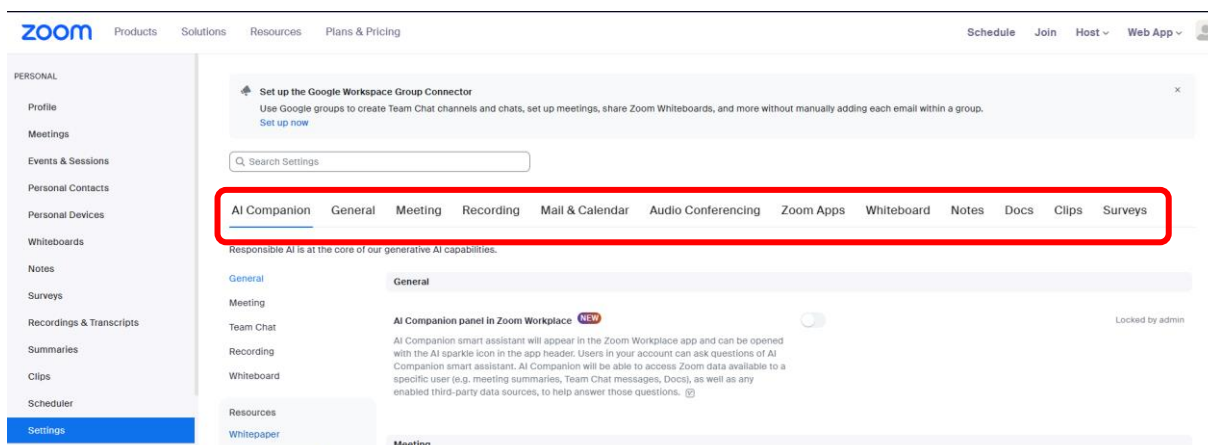 zoom Products Solutions Resources Plans & Pricing Schedule Join Host Web App
PERSONAL
Profile
Meetings
Events & Sessions
Personal Contacts
Personal Devices
Whiteboards
Notes
Surveys
Recordings & Transcripts
Summaries
Clips
Scheduler
Settings
Set up the Google Workspace Group Connector
Use Google groups to create Team Chat channels and chats, set up meetings, share Zoom Whiteboards, and more without manually adding each email within a group.
Set up now
Search Settings
AI Companion General Meeting Recording Mail & Calendar Audio Conferencing Zoom Apps Whiteboard Notes Docs Clips Surveys
Responsible AI is at the core of our generative AI capabilities.
General
Meeting
Team Chat
Recording
Whiteboard
Resources
Whitepaper
General
AI Companion panel in Zoom Workplace NEW
Locked by admin
AI Companion smart assistant will appear in the Zoom Workplace app and can be opened
with the AI sparkle icon in the app header. Users in your account can ask questions of AI
Companion smart assistant. AI Companion will be able to access Zoom data available to a
specific user (e.g. meeting summaries, Team Chat messages, Docs), as well as any
enabled third-party data sources, to help answer those questions.
Meeting